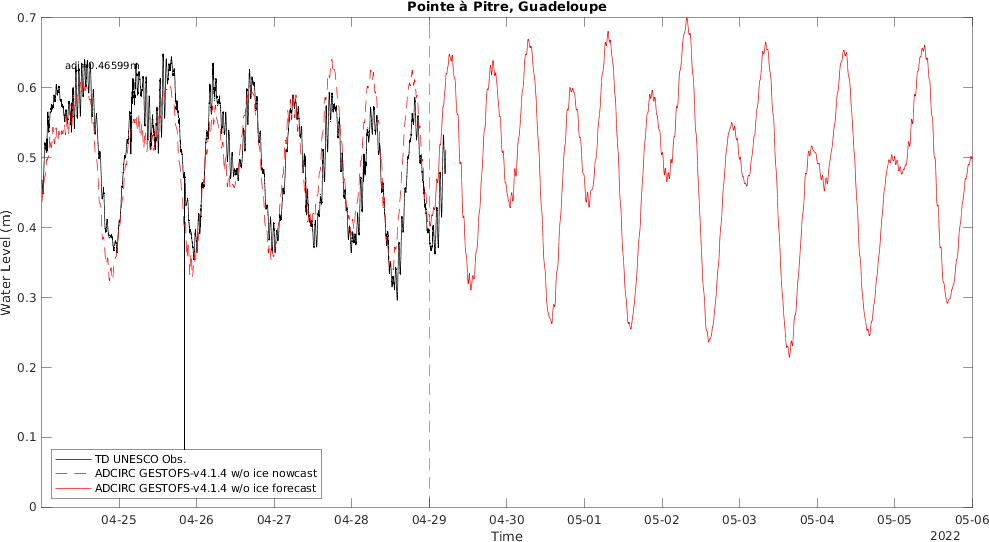 Pointe à Pitre, Guadeloupe
0.7
0.6
0.5
0.4
0.3
0.2
0.1
0
Water Level (m)
TD UNESCO Obs.
ADCIRC GESTOFS-v4.1.4 w/o ice nowcast
ADCIRC GESTOFS-v4.1.4 w/o ice forecast
04-25 04-26 04-27 04-28 04-29 04-30 05-01 05-02 05-03 05-04 05-05 05-06
Time
2022